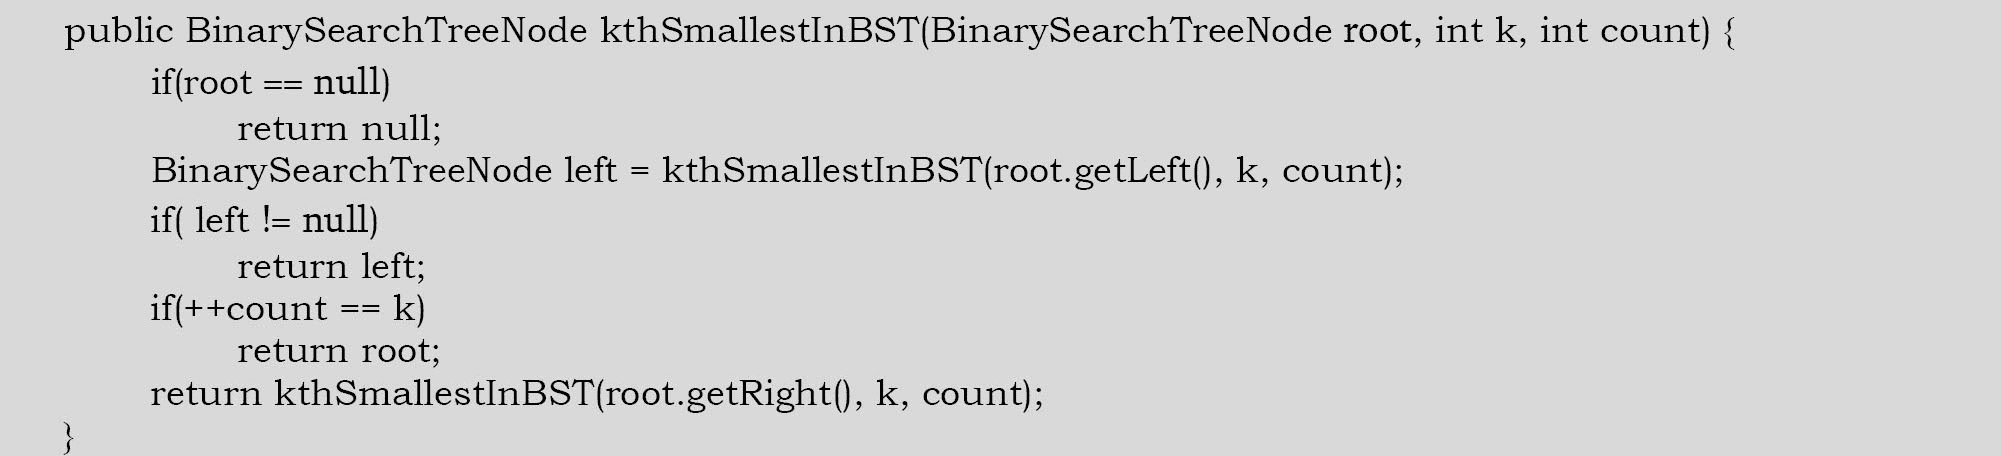 public BinarySearchTreeNode kthSmallestInBST(BinarySearchTreeNode root, int k, int count) {
if(root == null)
return null;
BinarySearchTreeNode left = kthSmallestInBST(root.getLeft(), k, count);
if( left != null)
return left;
if(++count == k)
return root;
return kthSmallestInBST(root.getRight(), k, count);
}